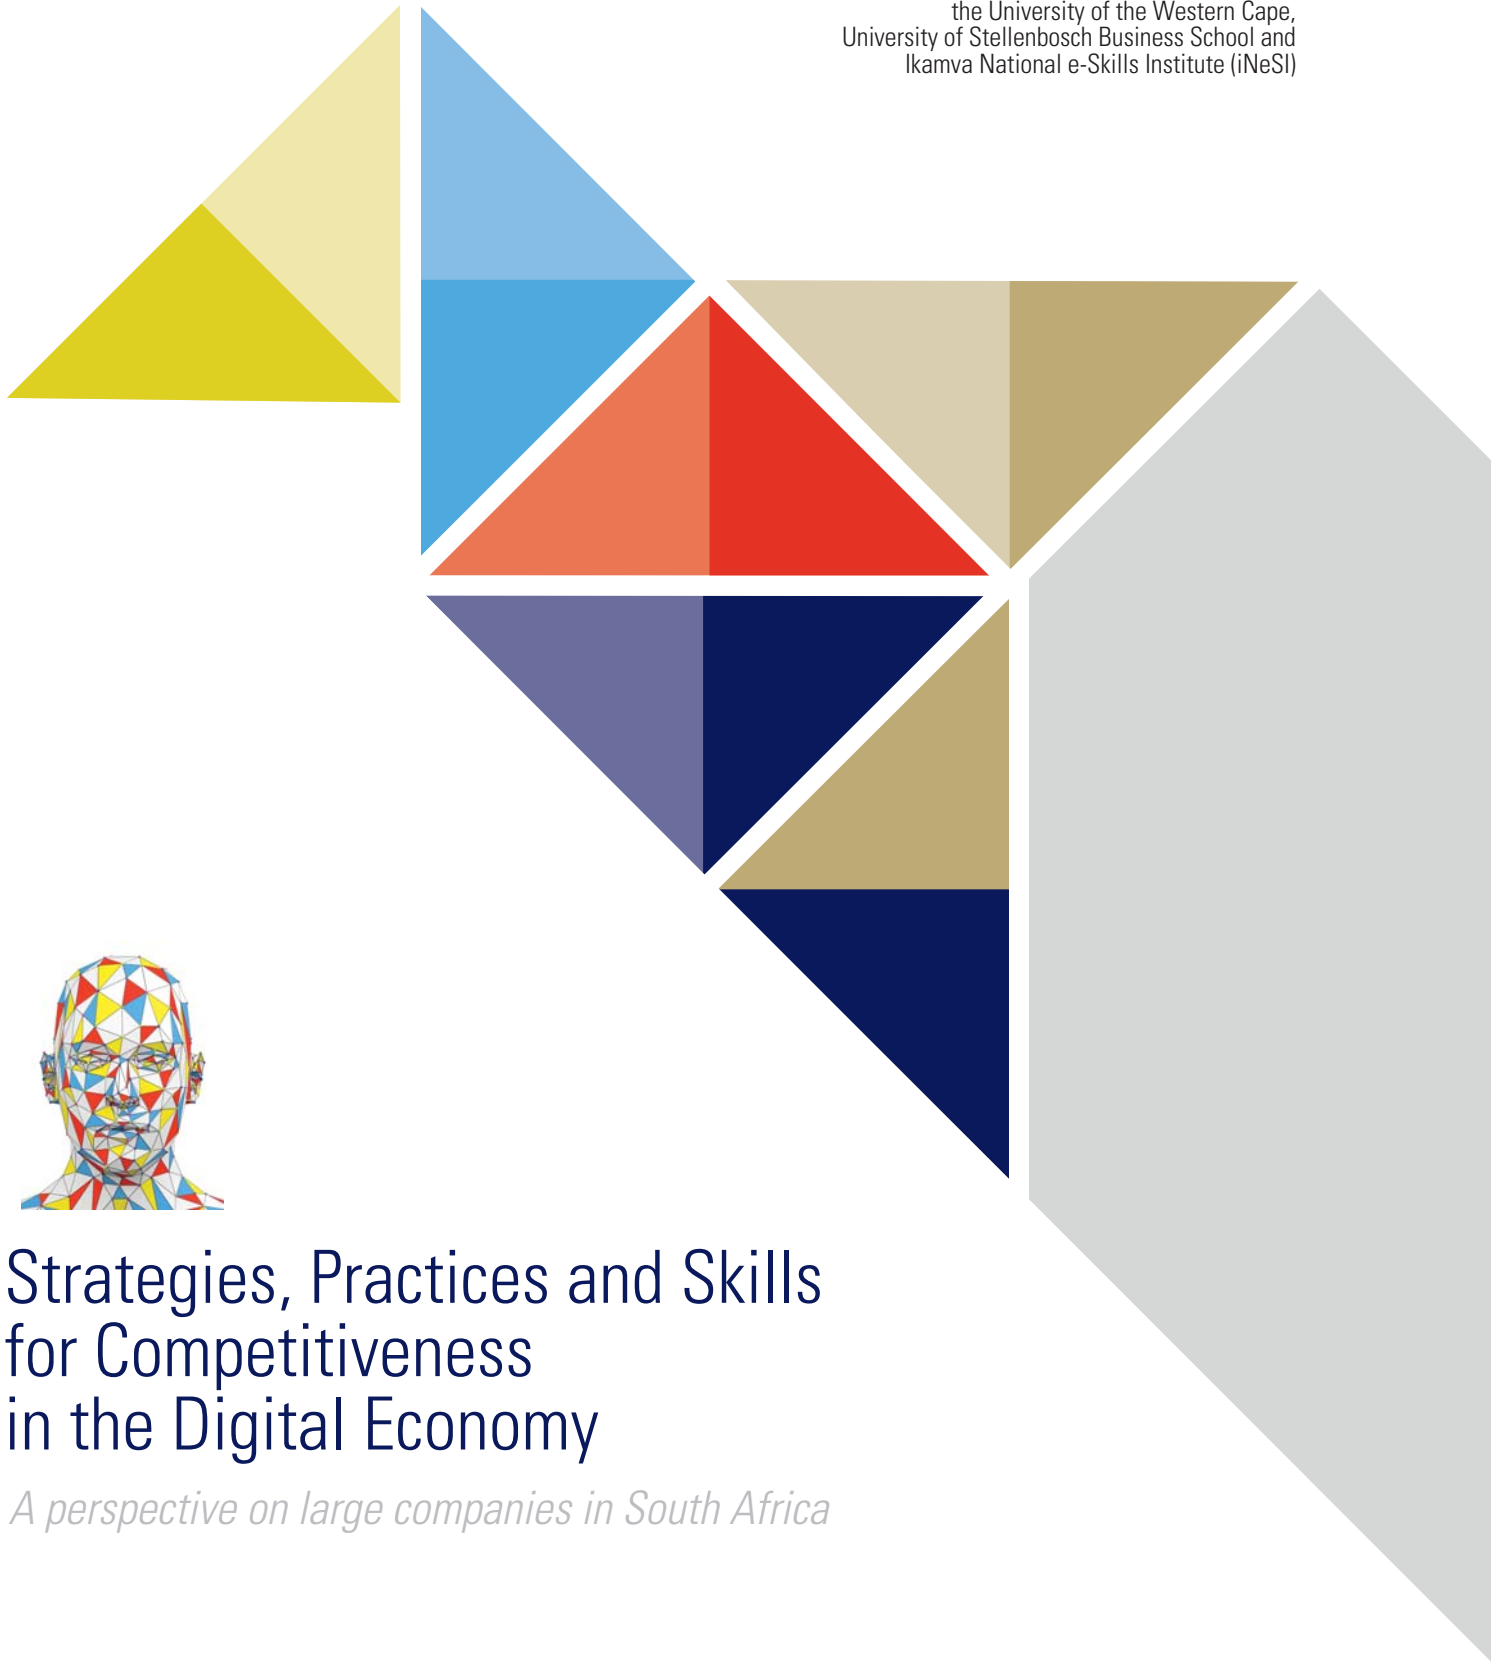 the University of the Western Cape,
University of Stellenbosch Business School and
Ikamva National e-Skills Institute (iNeSI)
Strategies, Practices and Skills
for Competitiveness
in the Digital Economy
A perspective on large companies in South Africa